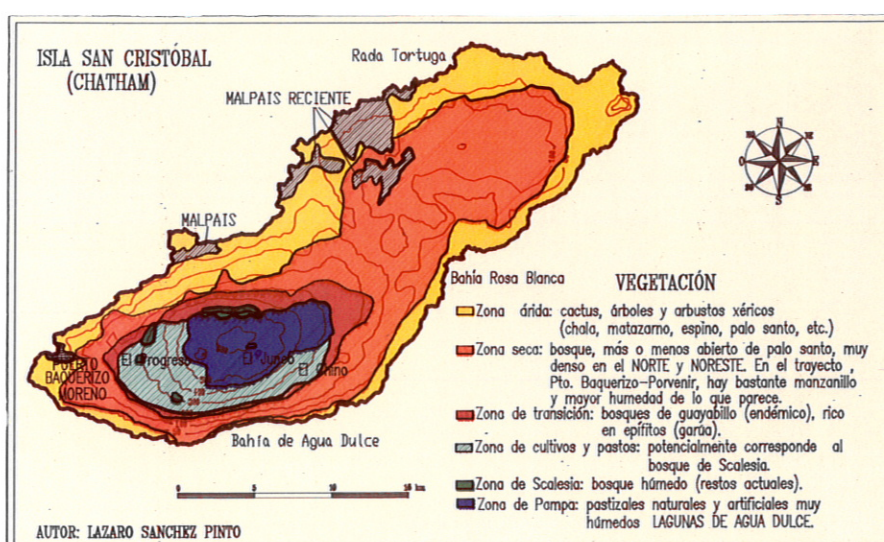 ISLA SAN CRISTÓBAL
(CHATHAM)
Rada Tortuga
MALPAIS RECIENTE
MALPAIS
N
E
S
O
Bahía Rosa Blanca
VEGETACIÓN
Zona árida: cactus, árboles y arbustos xéricos
(chala, matazarno, espino, palo santo, etc.)
Zona seca: bosque, más o menos abierto de palo santo, muy
denso en el NORTE y NORESTE. En el trayecto ,
Pto. Baquerizo-Porvenir, hay bastante manzanillo
y mayor humedad de lo que parece.
Zona de transición: bosques de guayabillo (endémico), rico
en epífitos (garúa).
Zona de cultivos y pastos: potencialmente corresponde al
bosque de Scalesia.
Zona de Scalesia: bosque húmedo (restos actuales).
Zona de Pampa: pastizales naturales y artificiales muy
húmedos LAGUNAS DE AGUA DULCE.
El Progreso
El Junco
El Chino
PUERTO
BAQUERIZO
MORENO
Bahía de Agua Dulce
0 5 10 15 km
AUTOR: LAZARO SANCHEZ PINTO